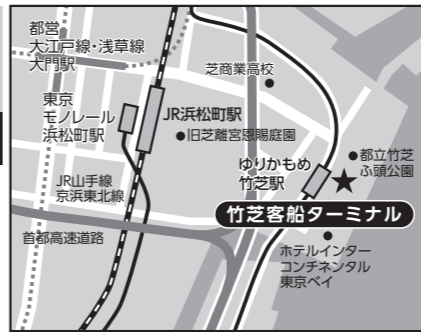 都営
大江戸線・浅草線
大門駅
芝商業高校
東京
モノレール
浜松町駅
JR浜松町駅
●旧芝離宮恩賜庭園
ゆりかもめ
竹芝駅
●都立竹芝
ふ頭公園
★
JR山手線
京浜東北線
竹芝客船ターミナル
首都高速道路
ホテルインター
コンチネンタル
東京ベイ